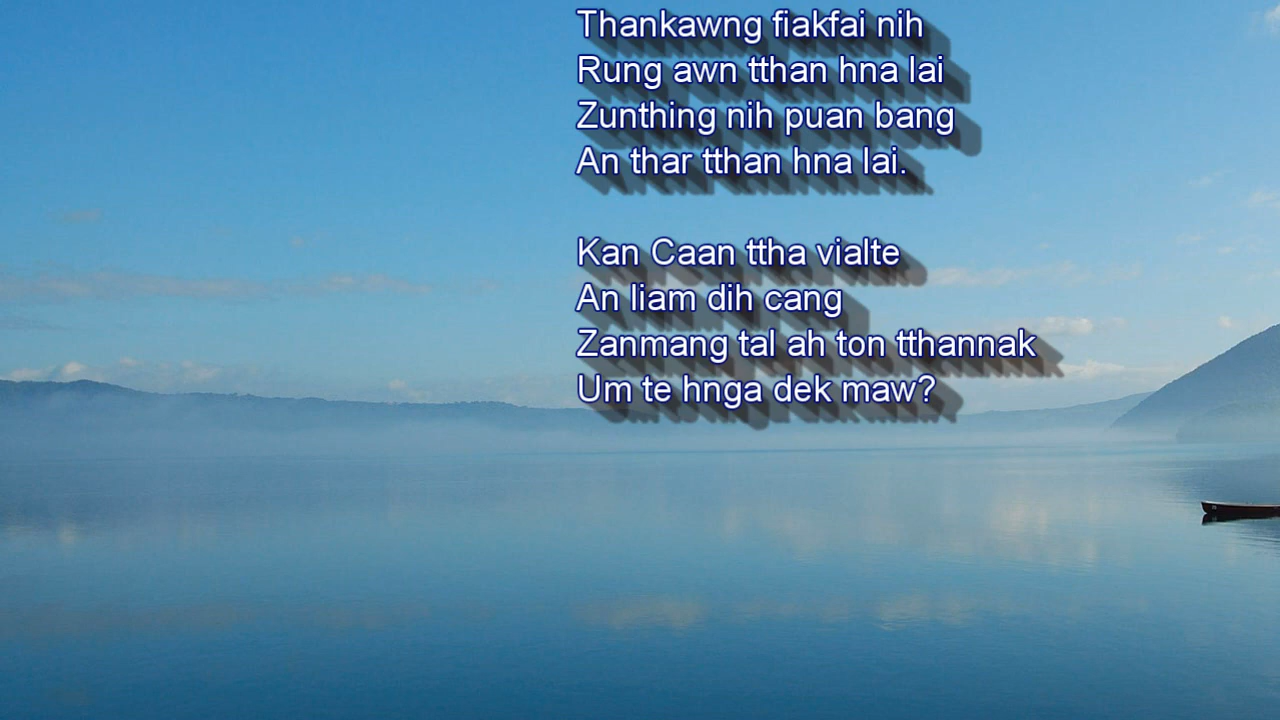 Thankawng fiakfai nih
Rung awn tthan hna lai
Zunthing nih puan bang
An thar tthan hna lai.
Kan Caan ttha vialte
An liam dih cang
Zanmang tal ah ton tthannak
Um te hnga dek maw?